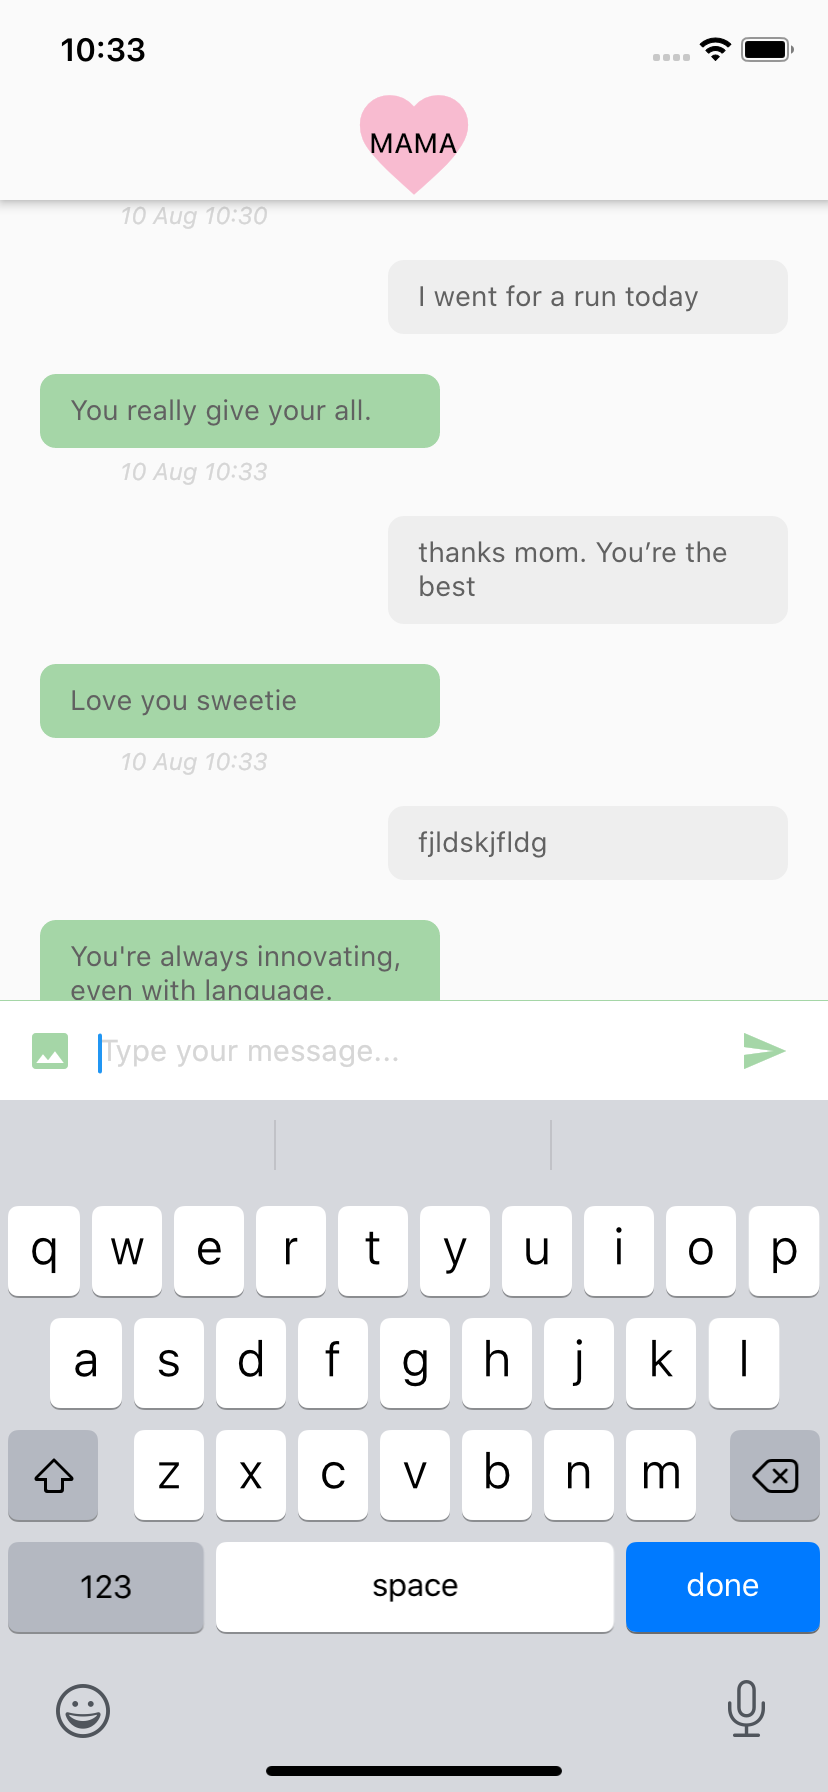 10:33
MAMA
10 Aug 10:30
I went for a run today
You really give your all.
10 Aug 10:33
thanks mom. You’re the
best
Love you sweetie
10 Aug 10:33
fjldskjfldg
You're always innovating,
even with language.
Type your message...
q w e r t y u i o p
a s d f g h j k l
z x c v b n m
123 space done